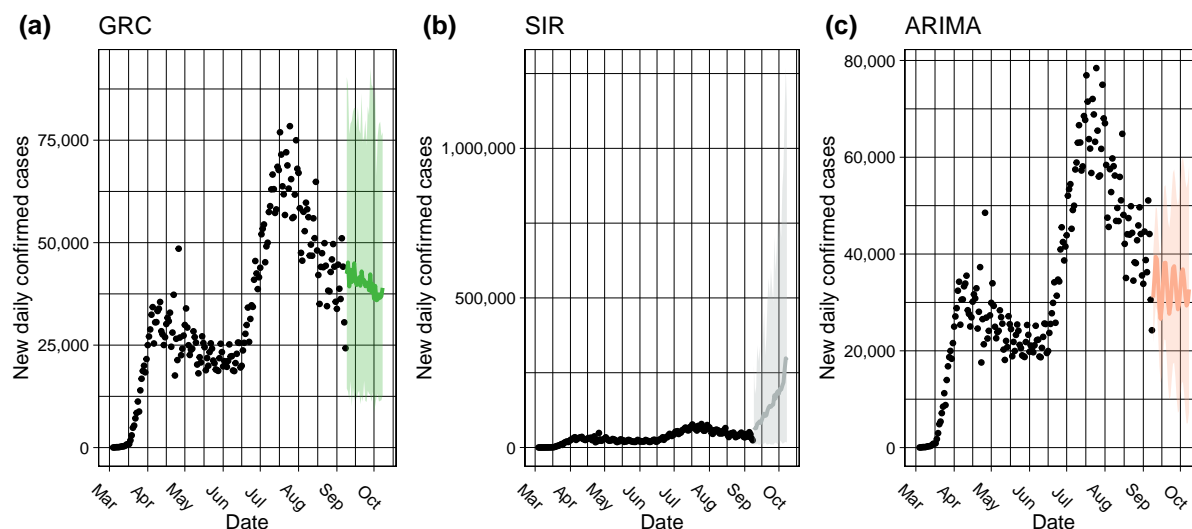 (a) GRC
New daily confirmed cases
75,000
50,000
25,000
0
Mar Apr May Jun Jul Aug Sep Oct
Date
(b) SIR
New daily confirmed cases
1,000,000
500,000
0
Mar Apr May Jun Jul Aug Sep Oct
Date
(c) ARIMA
New daily confirmed cases
80,000
60,000
40,000
20,000
0
Mar Apr May Jun Jul Aug Sep Oct
Date